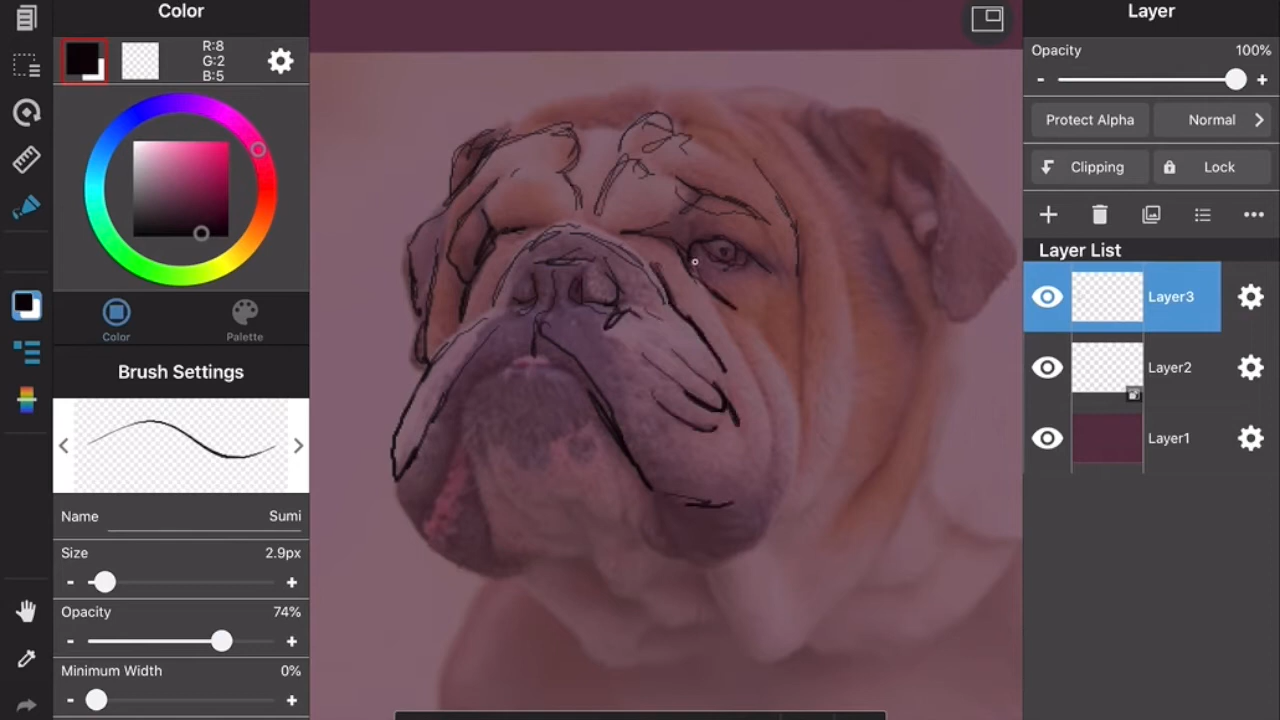 Color
R:8
G:2
B:5
Color
Palette
Brush Settings
Name Sumi
Size 2.9px
- +
Opacity 74%
- +
Minimum Width 0%
- +
Layer
Opacity 100%
- +
Protect Alpha Normal
Clipping Lock
Layer List
Layer3
Layer2
Layer1